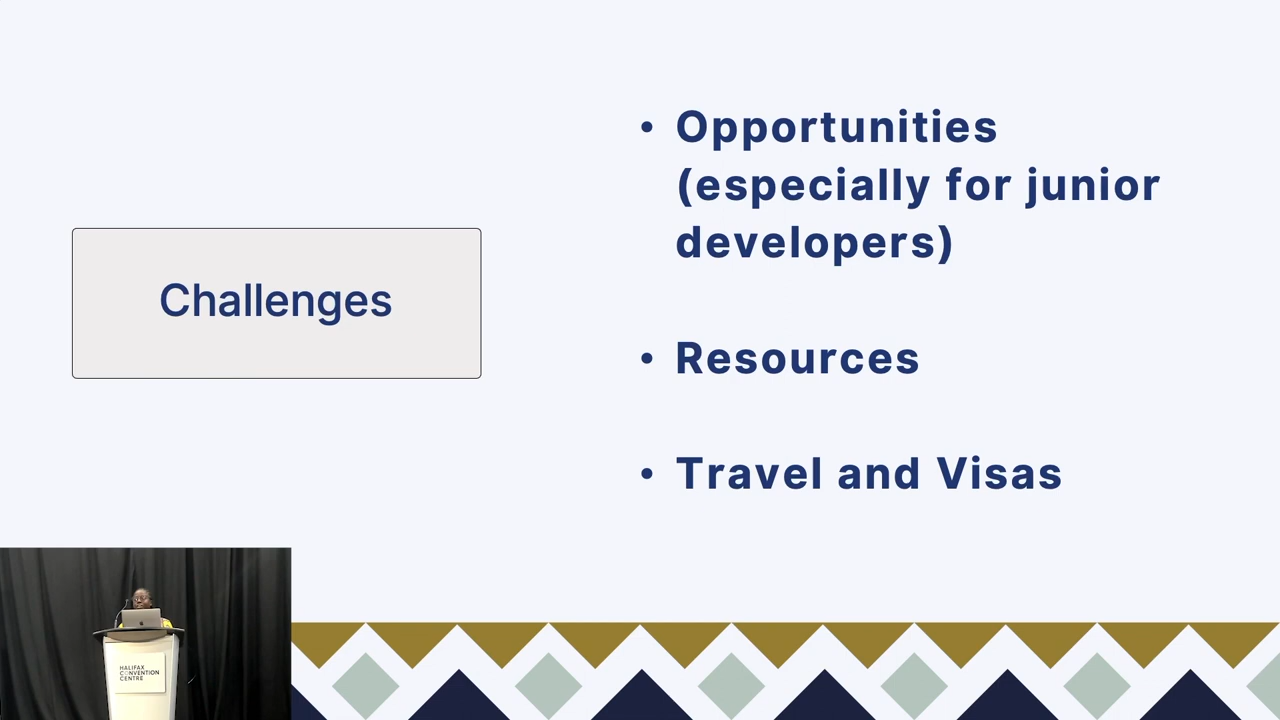 Challenges
• Opportunities
(especially for junior
developers)
• Resources
• Travel and Visas
HALIFAX
CONVENTION
CENTRE